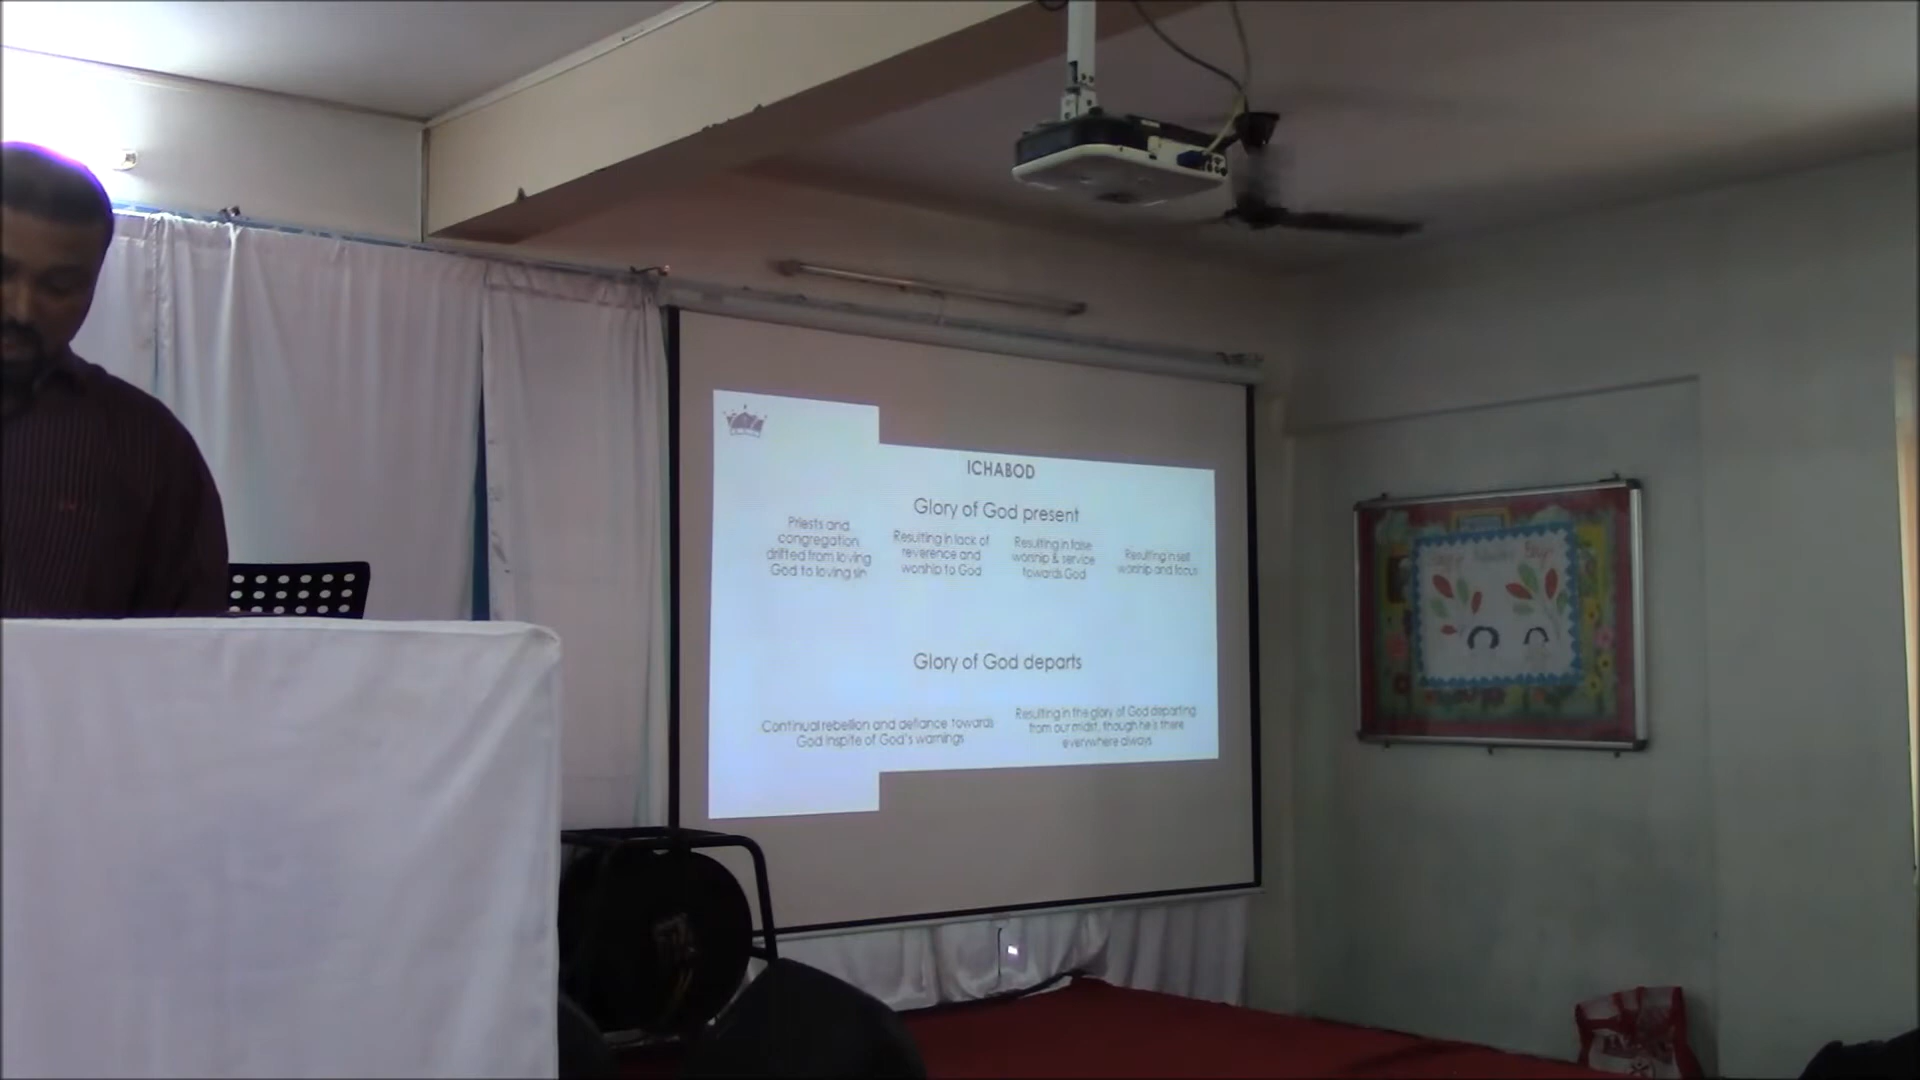 ICHABOD
Glory of God present
Priests and
congregation
drifted from loving
God to loving sin
Resulting in lack of
reverence and
worship to God
Resulting in false
worship & service
towards God
Resulting in self
worship and focus
Glory of God departs
Continual rebellion and defiance towards
God inspite of God's warnings
Resulting in the glory of God departing
from our midst, though he is there
everywhere always